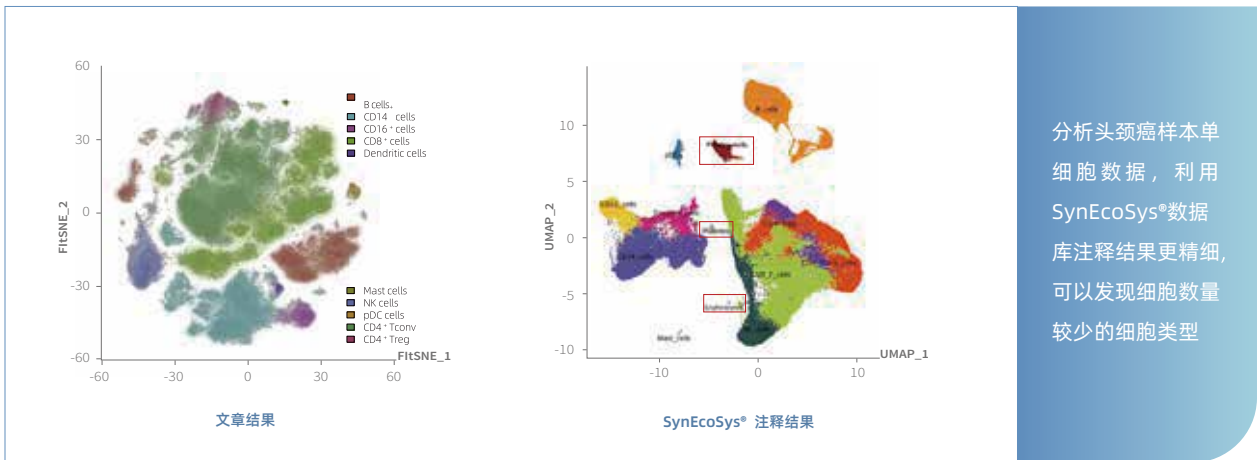 60
30
0
-30
-60
FItSNE_2
-60
-30
0
30
60
FItSNE_1
B cells.
CD14 cells
CD16⁺ cells
CD8⁺ cells
Dendritic cells
Mast cells
NK cells
pDC cells
CD4⁺ Tconv
CD4⁺ Treg
文章结果
10
5
0
-5
-10
UMAP_2
-10
0
10
UMAP_1
SynEcoSys® 注释结果
分析头颈癌样本单
细胞数据，利用
SynEcoSys®数据
库注释结果更精细,
可以发现细胞数量
较少的细胞类型